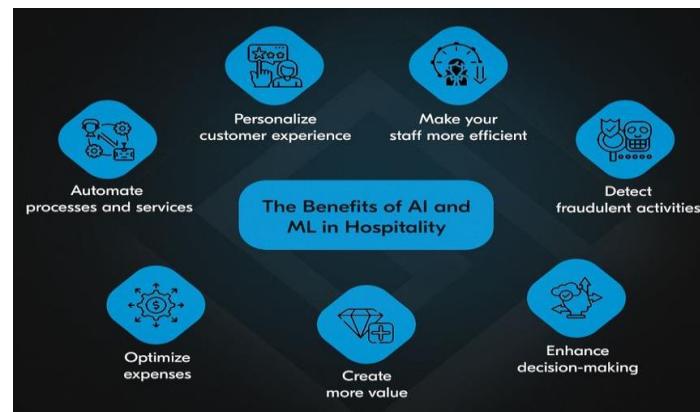 Personalize
customer experience
Make your
staff more efficient
Automate
processes and services
The Benefits of AI and
ML in Hospitality
Detect
fraudulent activities
Optimize
expenses
Create
more value
Enhance
decision-making